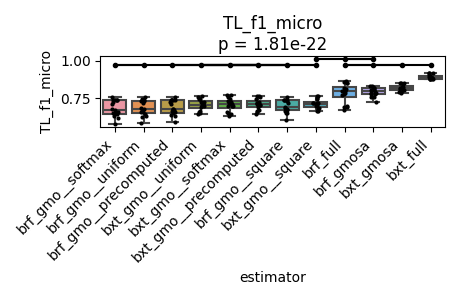 TL_f1_micro
p = 1.81e-22
TL_f1_micro
1.00
0.75
brf_gmo__softmax
brf_gmo__uniform
brf_gmo__precomputed
bxt_gmo__uniform
bxt_gmo__softmax
bxt_gmo__precomputed
brf_gmo__square
bxt_gmo__square
brf_full
brf_gmosa
bxt_gmosa
bxt_full
estimator